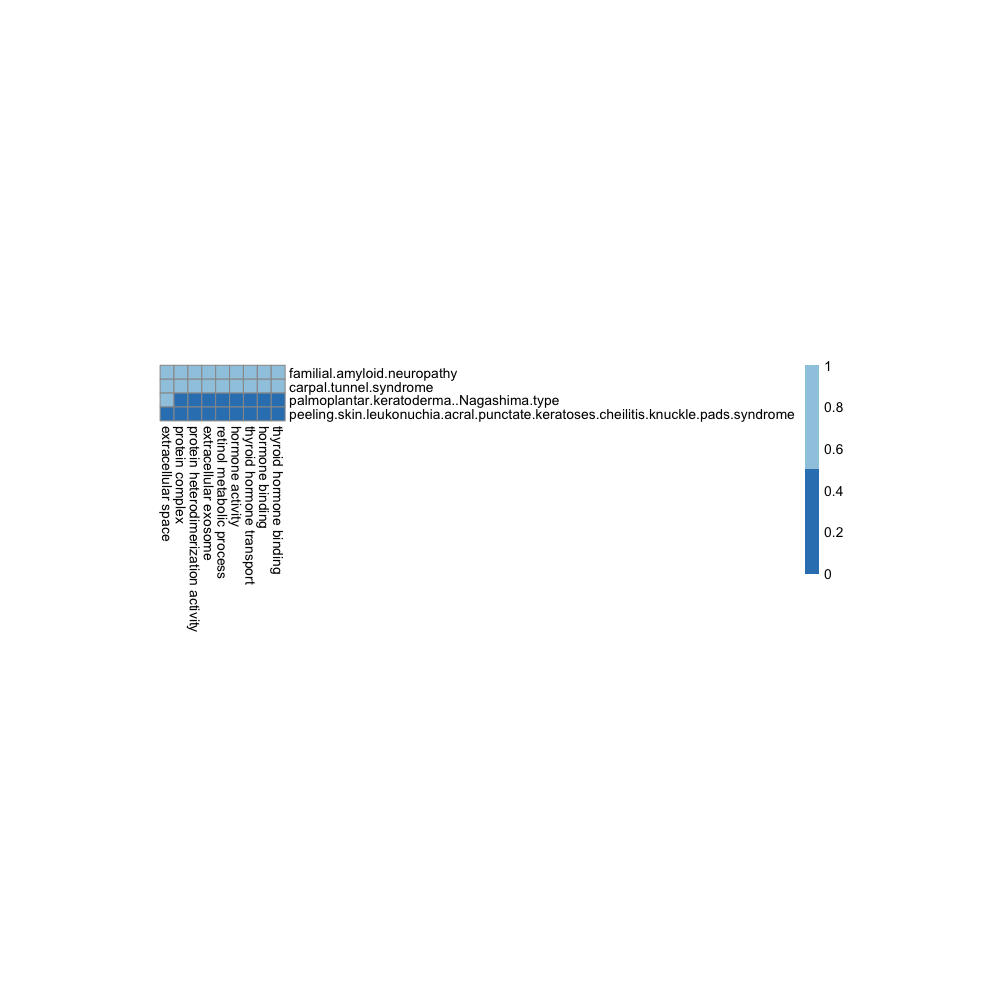 familial.amyloid.neuropathy
carpal.tunnel.syndrome
palmoplantar.keratoderma..Nagashima.type
peeling.skin.leukonuchia.acral.punctate.keratoses.cheilitis.knuckle.pads.syndrome
extracellular space
protein complex
protein heterodimerization activity
extracellular exosome
retinol metabolic process
hormone activity
thyroid hormone transport
hormone binding
thyroid hormone binding
1
0.8
0.6
0.4
0.2
0